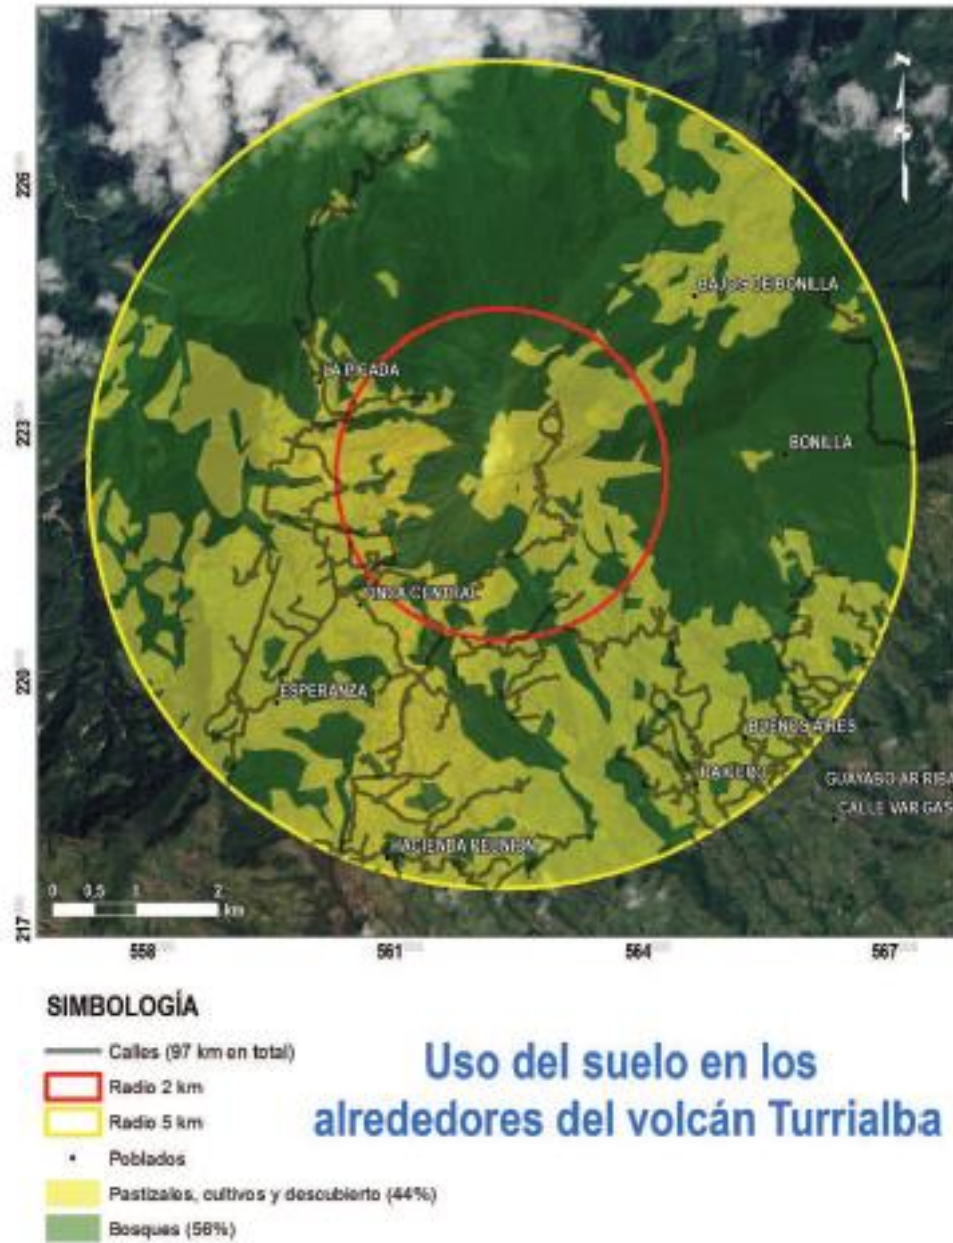 226
223
220
217
LA PICADA
BAJOS DE BONILLA
BONILLA
CENTRAL
ESPERANZA
BUENOS AIRES
GUAYABO ARRIBA
CALLE VARGAS
HACIENDA REUNION
0 0,5 1 2
km
558 561 564 567
SIMBOLOGÍA
Calles (97 km en total)
Radio 2 km
Radio 5 km
Poblados
Pastizales, cultivos y descubierto (44%)
Bosques (56%)
Uso del suelo en los
alrededores del volcán Turrialba